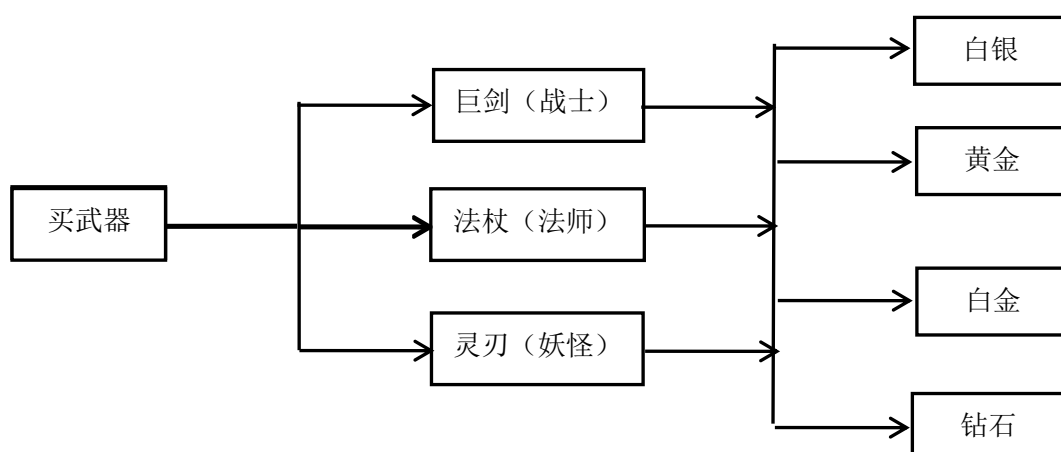 买武器
巨剑（战士）
法杖（法师）
灵刃（妖怪）
白银
黄金
白金
钻石